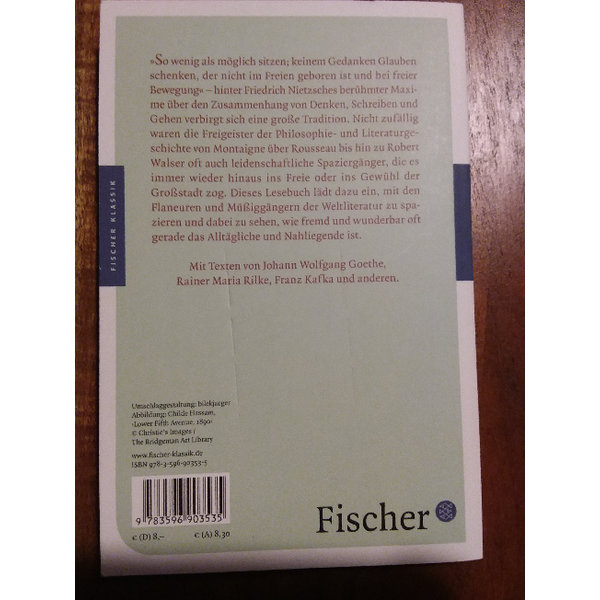 »So wenig als möglich sitzen; keinem Gedanken Glauben
schenken, der nicht im Freien geboren ist und bei freier
Bewegung« – hinter Friedrich Nietzsches berühmter Maxi-
me über den Zusammenhang von Denken, Schreiben und
Gehen verbirgt sich eine große Tradition. Nicht zufällig
waren die Freigeister der Philosophie- und Literaturge-
schichte von Montaigne über Rousseau bis hin zu Robert
Walser oft auch leidenschaftliche Spaziergänger, die es
immer wieder hinaus ins Freie oder ins Gewühl der
Großstadt zog. Dieses Lesebuch lädt dazu ein, mit den
Flaneuren und Müßiggängern der Weltliteratur zu spa-
zieren und dabei zu sehen, wie fremd und wunderbar oft
gerade das Alltägliche und Nahliegende ist.
Mit Texten von Johann Wolfgang Goethe,
Rainer Maria Rilke, Franz Kafka und anderen.
FISCHER KLASSIK
Umschlaggestaltung: bilekjaeger
Abbildung: Childe Hassam,
›Lower Fifth Avenue, 1890‹
© Christie's Images /
The Bridgeman Art Library
www.fischer-klassik.de
ISBN 978-3-596-90353-5
9 783596 903535
€ (D) 8,– € (A) 8,30
Fischer